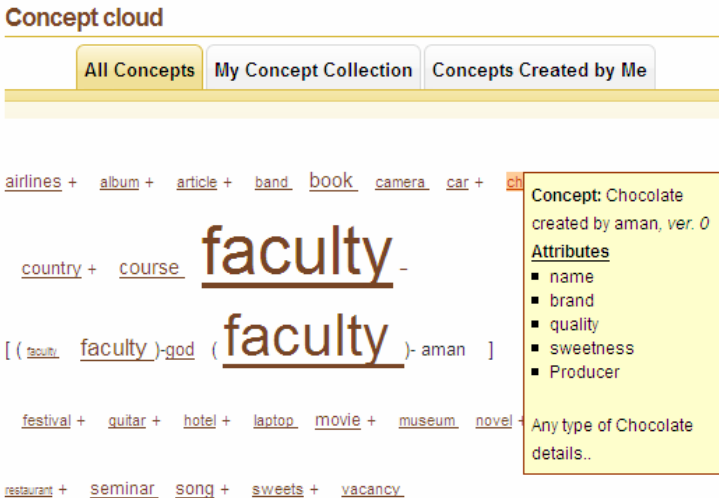 Concept cloud
All Concepts My Concept Collection Concepts Created by Me
airlines + album + article + band book camera car + ch
country + course faculty -
[ ( faculty faculty )-god ( faculty )- aman ]
festival + guitar + hotel + laptop movie + museum novel +
restaurant + seminar song + sweets + vacancy
Concept: Chocolate
created by aman, ver. 0
Attributes
▪ name
▪ brand
▪ quality
▪ sweetness
▪ Producer
Any type of Chocolate
details..